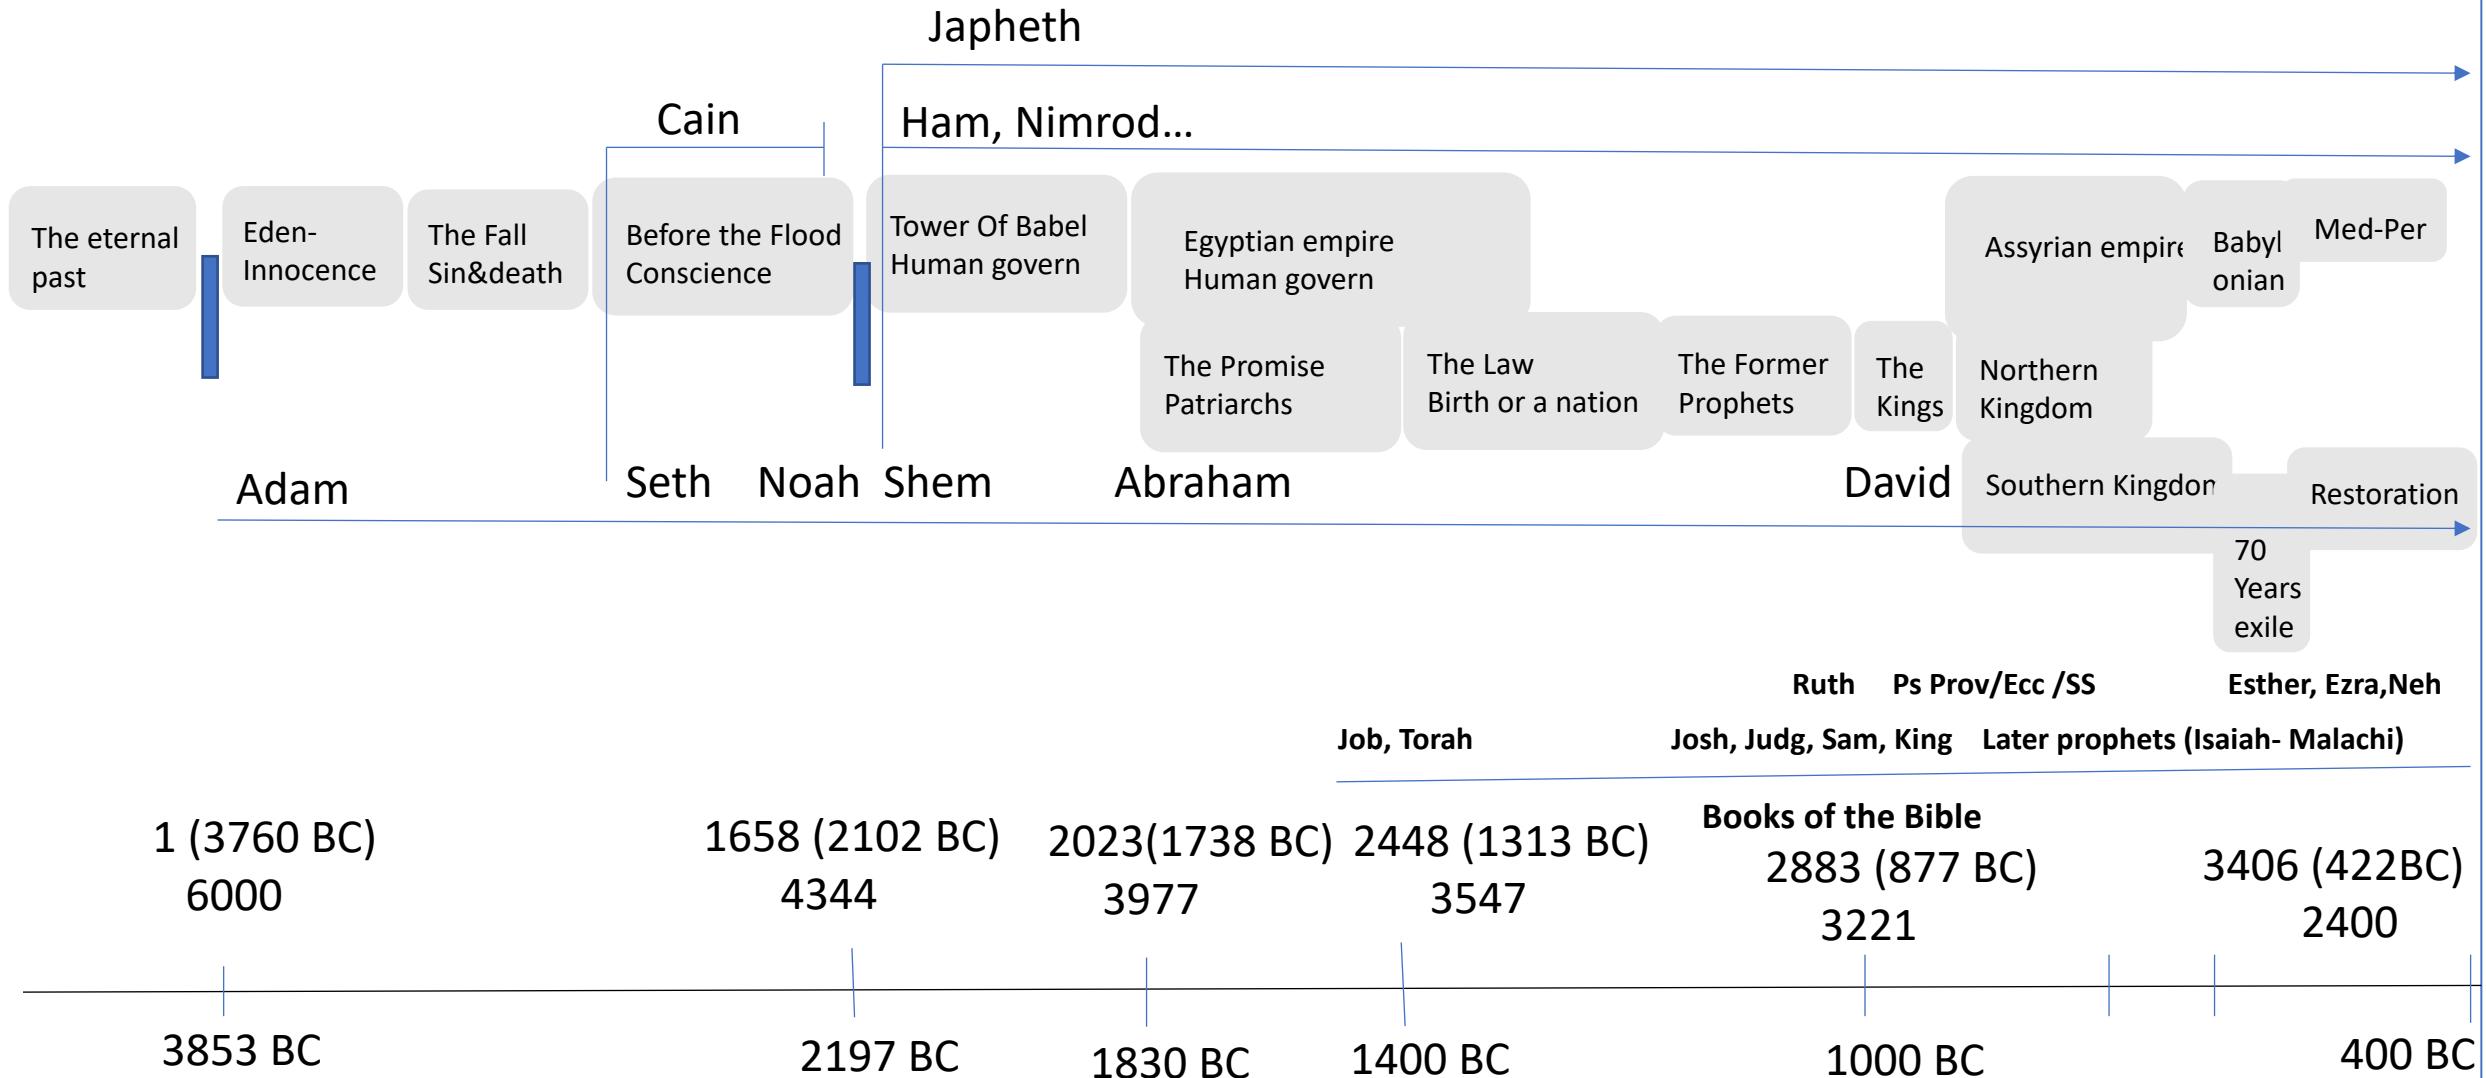 Japheth
Cain
Ham, Nimrod...
The eternal
past
Eden-
Innocence
The Fall
Sin&death
Before the Flood
Conscience
Tower Of Babel
Human govern
Egyptian empire
Human govern
Assyrian empire
Babyl
onian
Med-Per
The Promise
Patriarchs
The Law
Birth or a nation
The Former
Prophets
The
Kings
Northern
Kingdom
Adam
Seth
Noah
Shem
Abraham
David
Southern Kingdom
Restoration
70
Years
exile
Ruth
Ps Prov/Ecc /SS
Esther, Ezra,Neh
Job, Torah
Josh, Judg, Sam, King
Later prophets (Isaiah- Malachi)
Books of the Bible
1 (3760 BC)
6000
1658 (2102 BC)
4344
2023(1738 BC)
3977
2448 (1313 BC)
3547
2883 (877 BC)
3221
3406 (422BC)
2400
3853 BC
2197 BC
1830 BC
1400 BC
1000 BC
400 BC